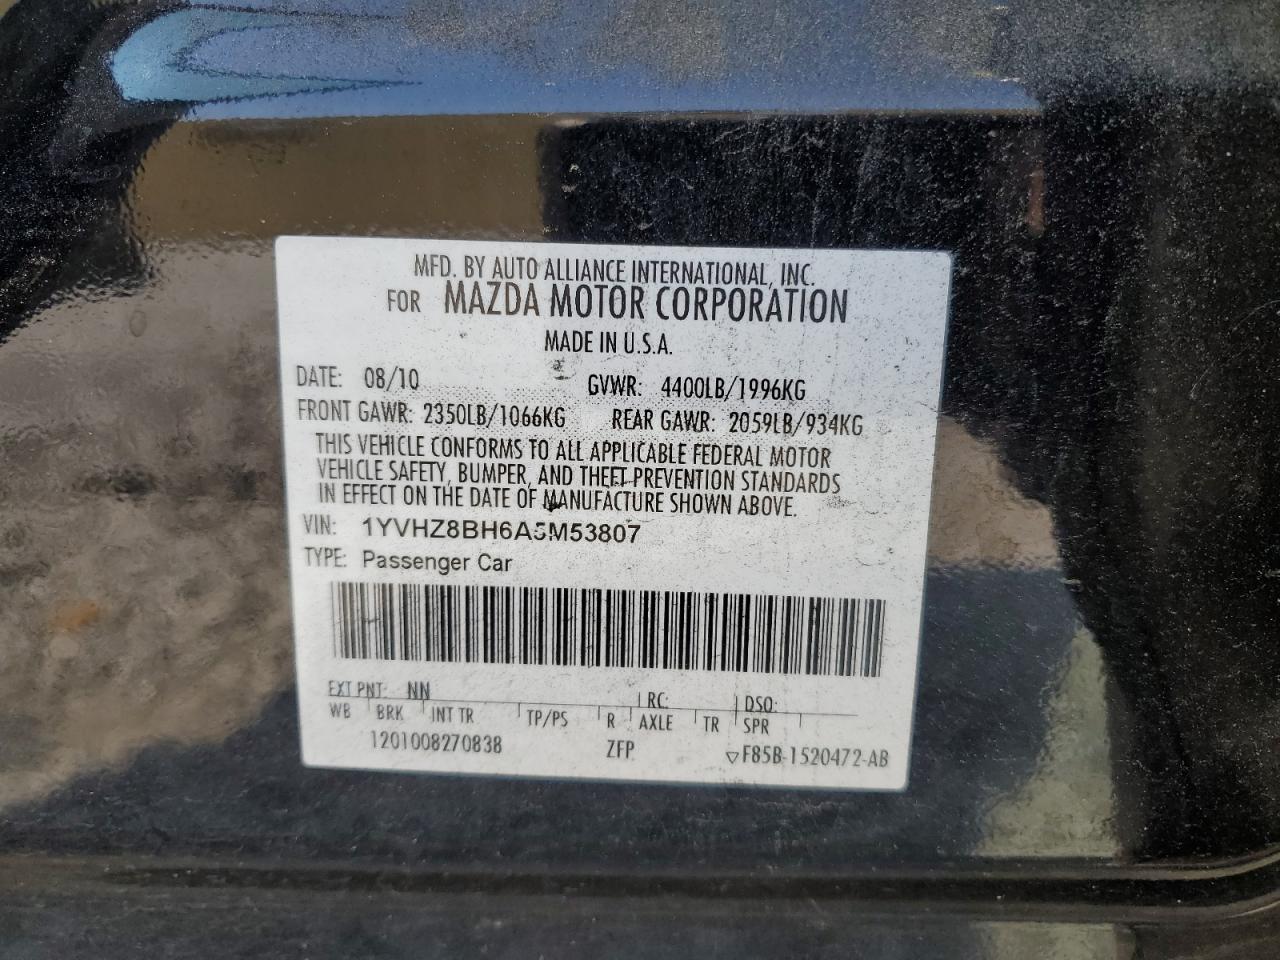 MFD. BY AUTO ALLIANCE INTERNATIONAL, INC.
FOR MAZDA MOTOR CORPORATION
MADE IN U.S.A.
DATE: 08/10 GVWR: 4400LB/1996KG
FRONT GAWR: 2350LB/1066KG REAR GAWR: 2059LB/934KG
THIS VEHICLE CONFORMS TO ALL APPLICABLE FEDERAL MOTOR
VEHICLE SAFETY, BUMPER, AND THEFT PREVENTION STANDARDS
IN EFFECT ON THE DATE OF MANUFACTURE SHOWN ABOVE.
VIN: 1YVHZ8BH6A5M53807
TYPE: Passenger Car
EXT PNT: NN RC: DSO:
WB BRK INT TR TP/PS R AXLE TR SPR
1201008270838 ZFP F85B-1520472-AB